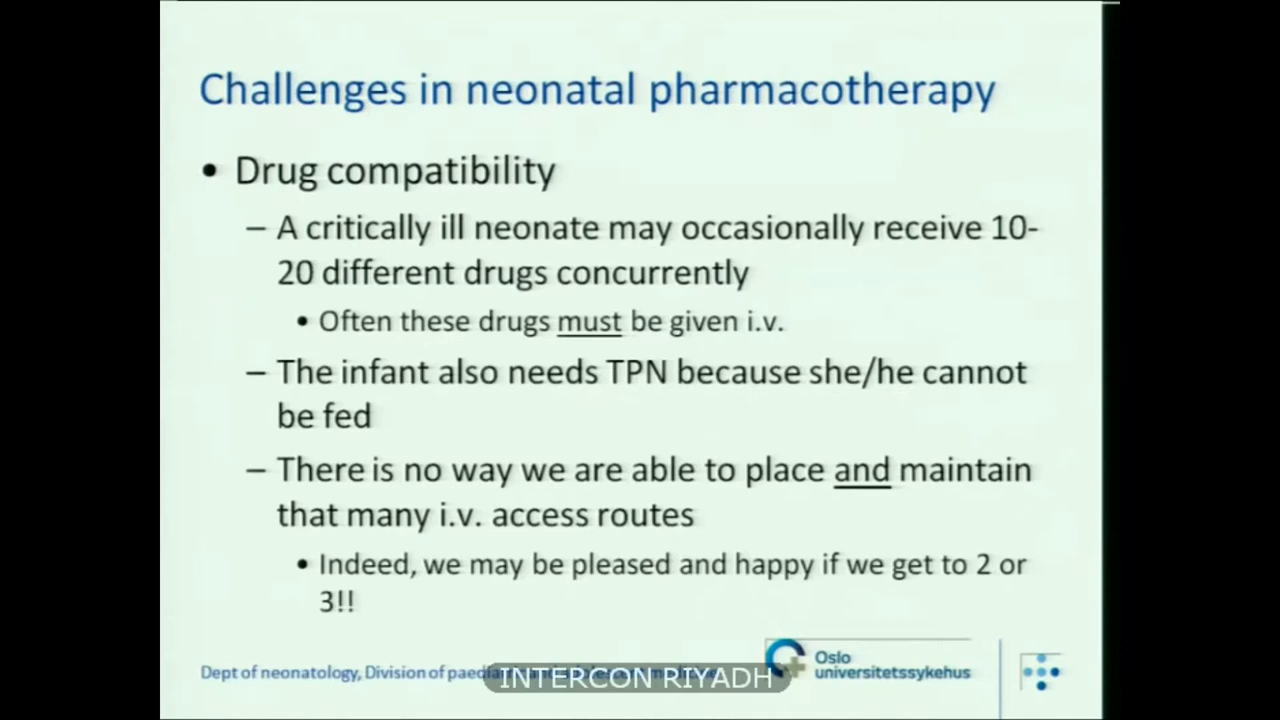 Challenges in neonatal pharmacotherapy
• Drug compatibility
– A critically ill neonate may occasionally receive 10-
20 different drugs concurrently
• Often these drugs must be given i.v.
– The infant also needs TPN because she/he cannot
be fed
– There is no way we are able to place and maintain
that many i.v. access routes
• Indeed, we may be pleased and happy if we get to 2 or
3!!
Dept of neonatology, Division of
INTERCON RIYADH
Oslo
universitetssykehus